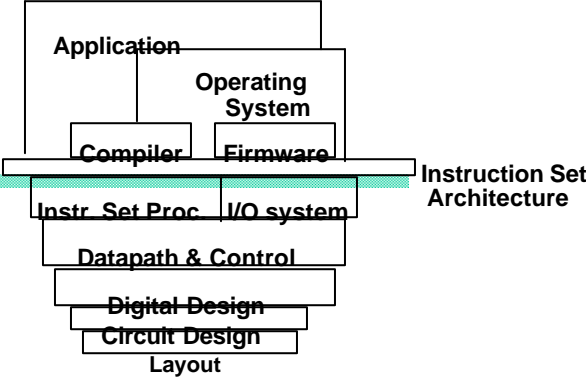 Application
Operating
System
Compiler
Firmware
Instruction Set
Architecture
Instr. Set Proc.
I/O system
Datapath & Control
Digital Design
Circuit Design
Layout